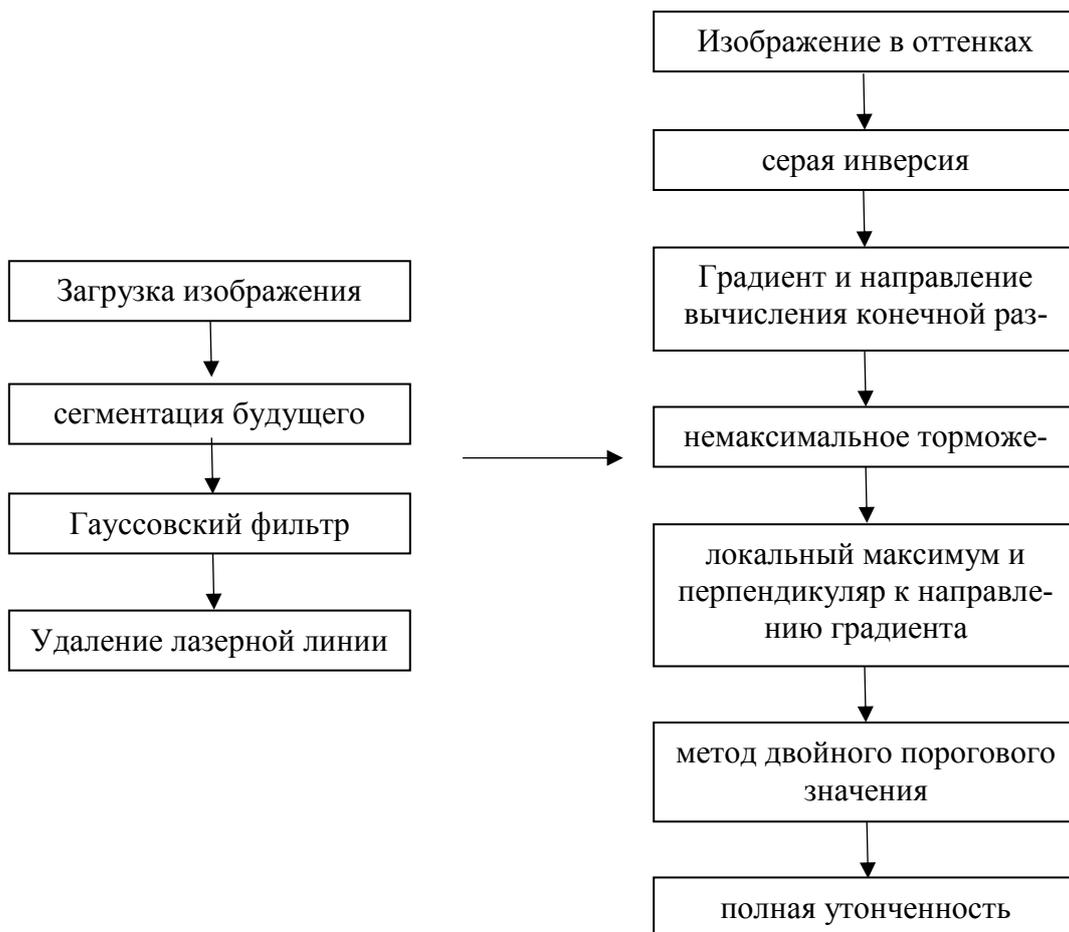 Загрузка изображения
сегментация будущего
Гауссовский фильтр
Удаление лазерной линии
Изображение в оттенках
серая инверсия
Градиент и направление
вычисления конечной раз-
немаксимальное торможе-
локальный максимум и
перпендикуляр к направле-
нию градиента
метод двойного порогового
значения
полная утонченность